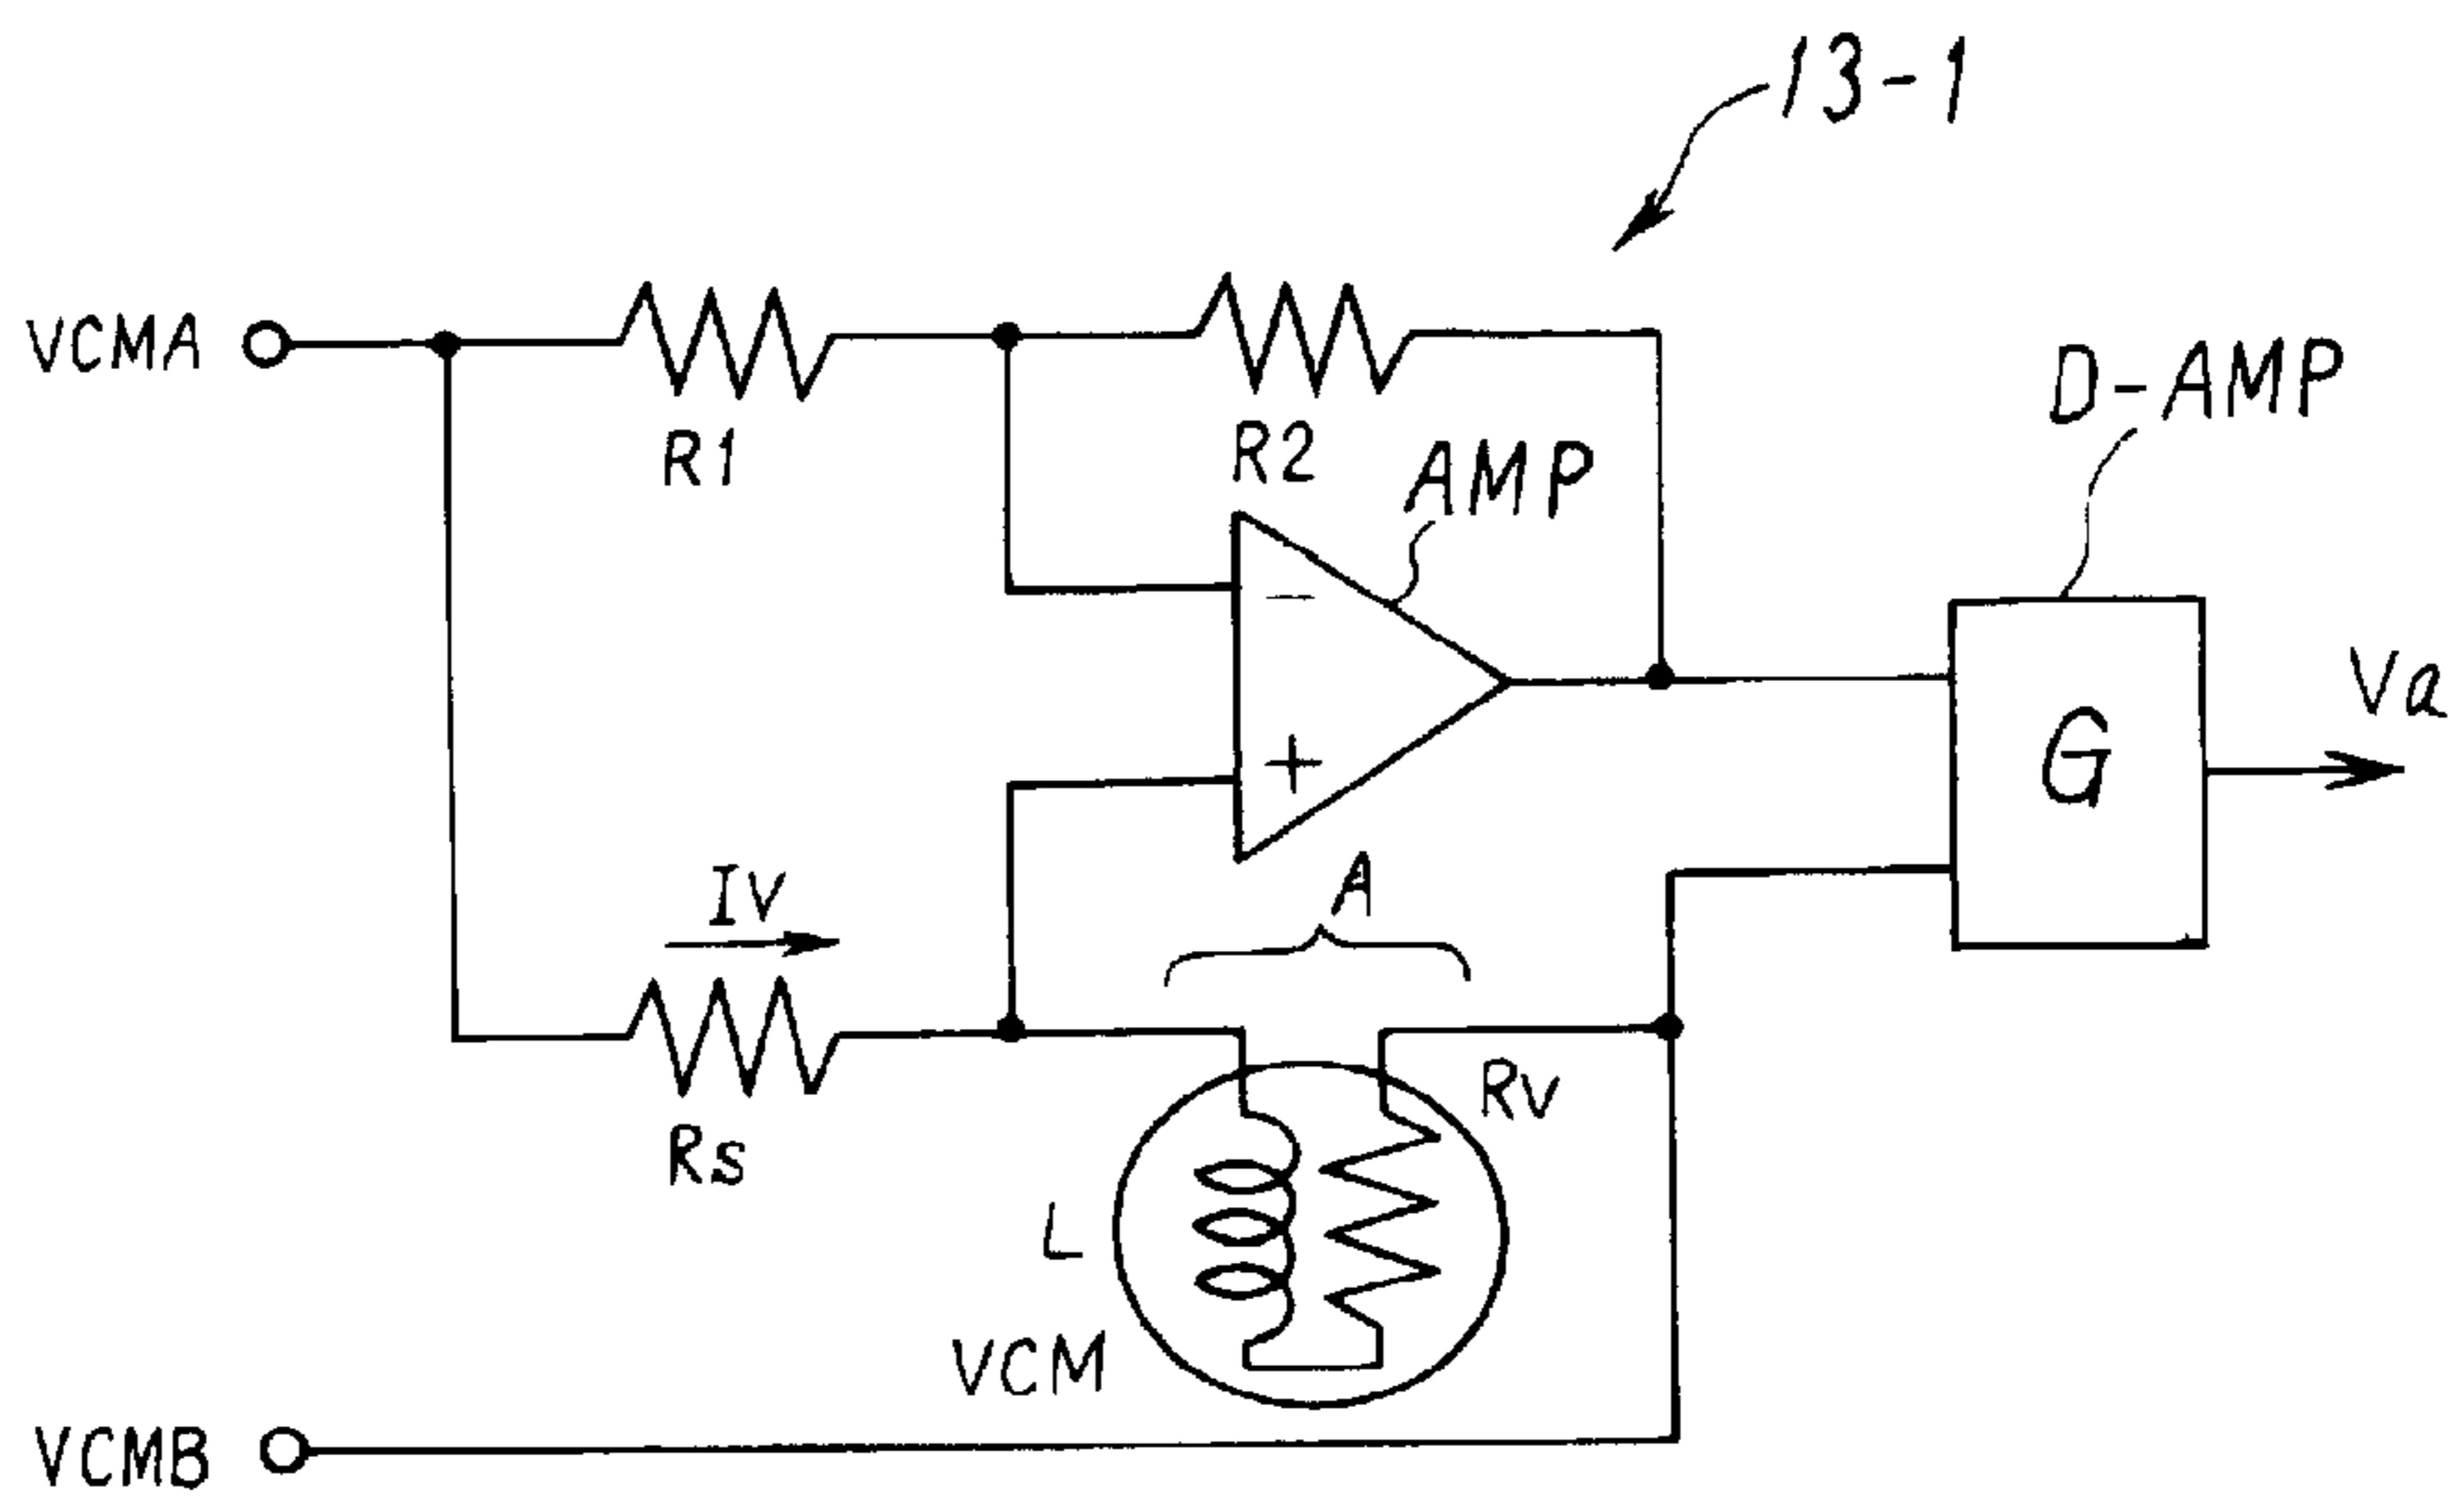 13-1
VCMA
R1
R2
AMP
D-AMP
−
+
G
Va
Iv
A
Rs
Rv
L
VCM
VCMB